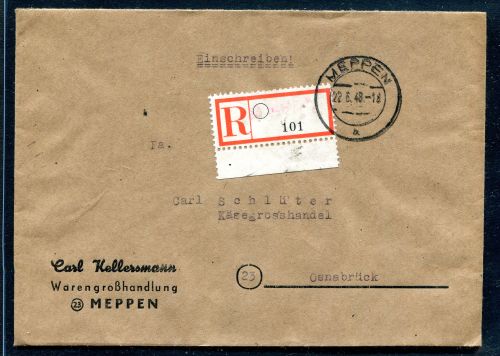 Einschreiben!
MEPPEN
22.6.48.-18
a
R
101
Fa.
Carl Schlüter
Käsegrosshandel
(23) Osnabrück
Carl Kellersmann
Warengroßhandlung
(23) MEPPEN